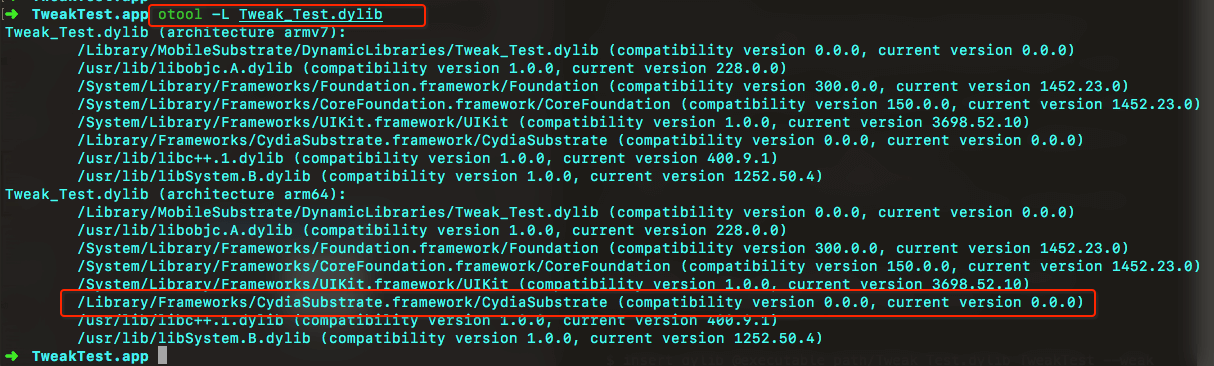 ➜ TweakTest.app otool -L Tweak_Test.dylib
Tweak_Test.dylib (architecture armv7):
/Library/MobileSubstrate/DynamicLibraries/Tweak_Test.dylib (compatibility version 0.0.0, current version 0.0.0)
/usr/lib/libobjc.A.dylib (compatibility version 1.0.0, current version 228.0.0)
/System/Library/Frameworks/Foundation.framework/Foundation (compatibility version 300.0.0, current version 1452.23.0)
/System/Library/Frameworks/CoreFoundation.framework/CoreFoundation (compatibility version 150.0.0, current version 1452.23.0)
/System/Library/Frameworks/UIKit.framework/UIKit (compatibility version 1.0.0, current version 3698.52.10)
/Library/Frameworks/CydiaSubstrate.framework/CydiaSubstrate (compatibility version 0.0.0, current version 0.0.0)
/usr/lib/libc++.1.dylib (compatibility version 1.0.0, current version 400.9.1)
/usr/lib/libSystem.B.dylib (compatibility version 1.0.0, current version 1252.50.4)
Tweak_Test.dylib (architecture arm64):
/Library/MobileSubstrate/DynamicLibraries/Tweak_Test.dylib (compatibility version 0.0.0, current version 0.0.0)
/usr/lib/libobjc.A.dylib (compatibility version 1.0.0, current version 228.0.0)
/System/Library/Frameworks/Foundation.framework/Foundation (compatibility version 300.0.0, current version 1452.23.0)
/System/Library/Frameworks/CoreFoundation.framework/CoreFoundation (compatibility version 150.0.0, current version 1452.23.0)
/System/Library/Frameworks/UIKit.framework/UIKit (compatibility version 1.0.0, current version 3698.52.10)
/Library/Frameworks/CydiaSubstrate.framework/CydiaSubstrate (compatibility version 0.0.0, current version 0.0.0)
/usr/lib/libc++.1.dylib (compatibility version 1.0.0, current version 400.9.1)
/usr/lib/libSystem.B.dylib (compatibility version 1.0.0, current version 1252.50.4)
➜ TweakTest.app